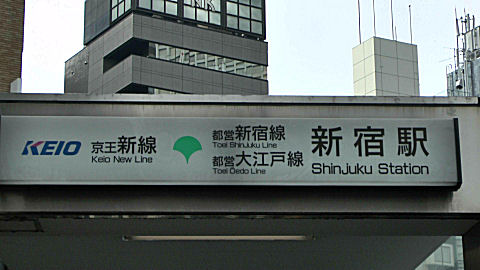 KEIO 京王新線
Keio New Line
都営新宿線
Toei Shinjuku Line
都営大江戸線
Toei Oedo Line
新宿駅
Shinjuku Station